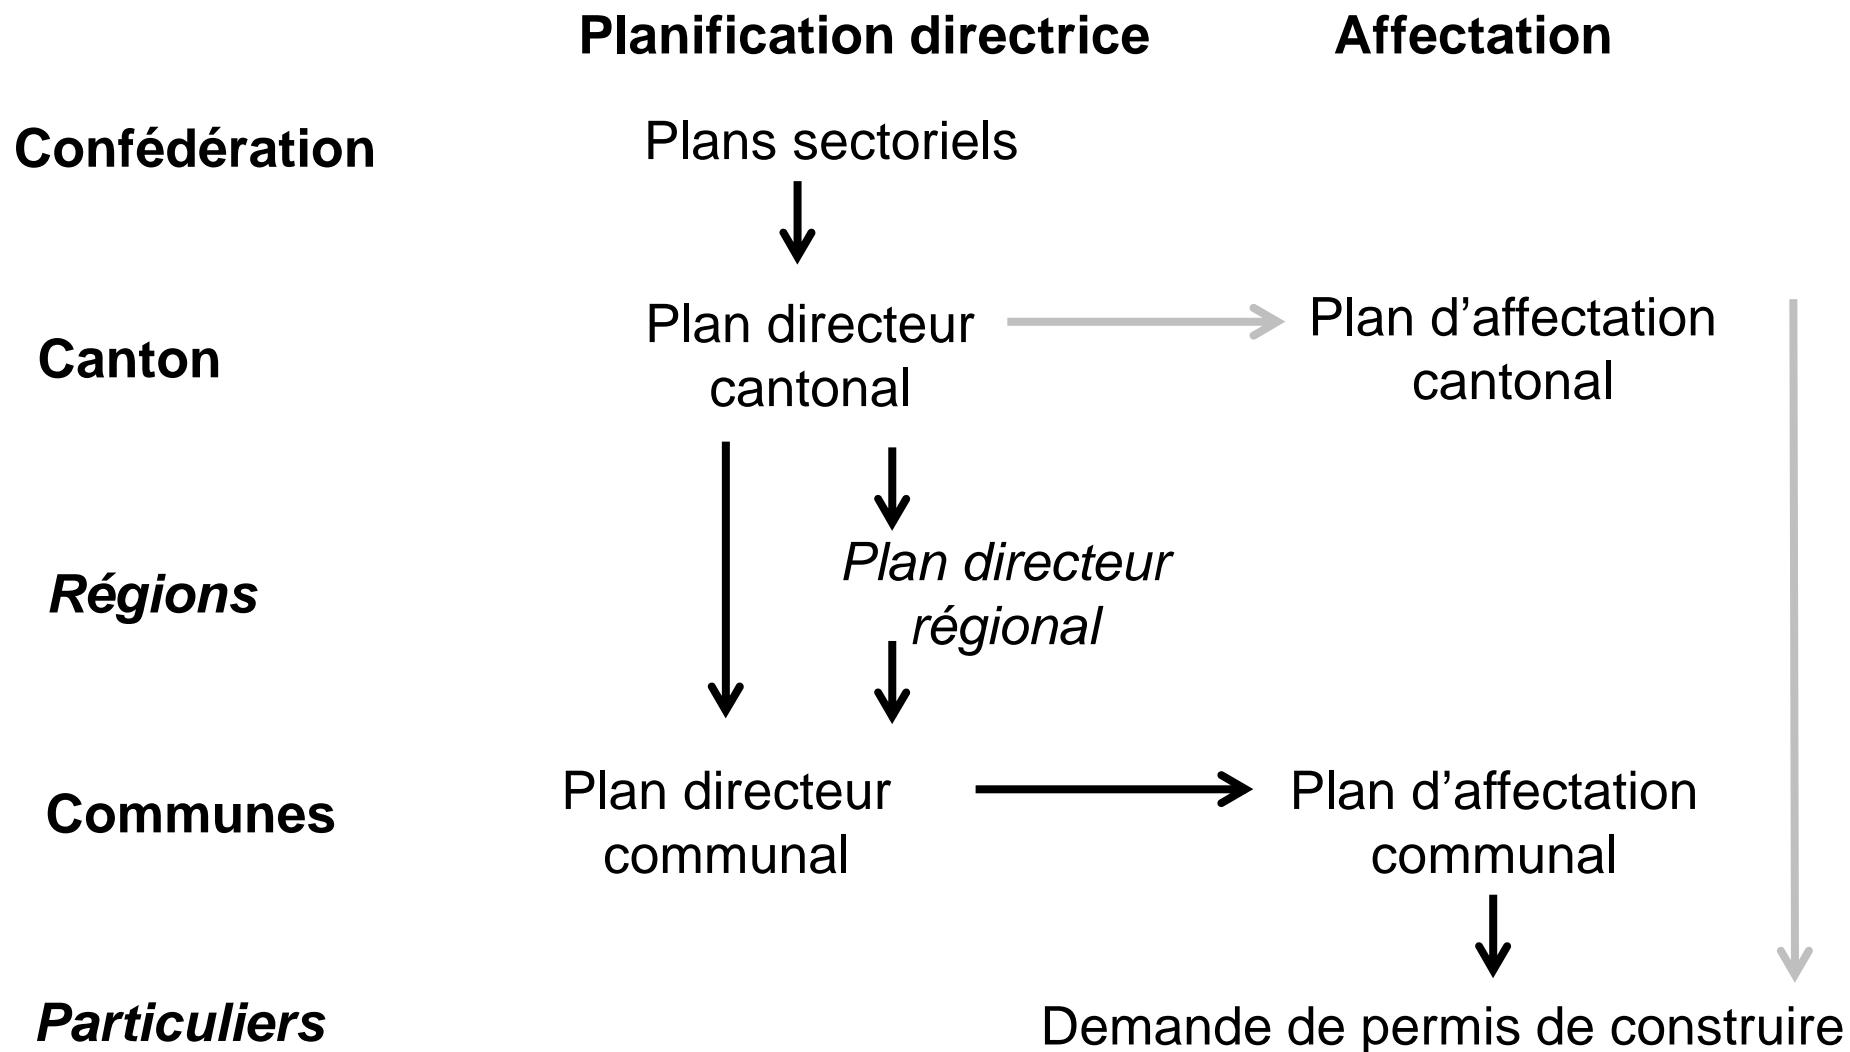 Planification directrice
Affectation
Confédération
Plans sectoriels
Canton
Plan directeur
cantonal
Plan d’affectation
cantonal
Régions
Plan directeur
régional
Communes
Plan directeur
communal
Plan d’affectation
communal
Particuliers
Demande de permis de construire